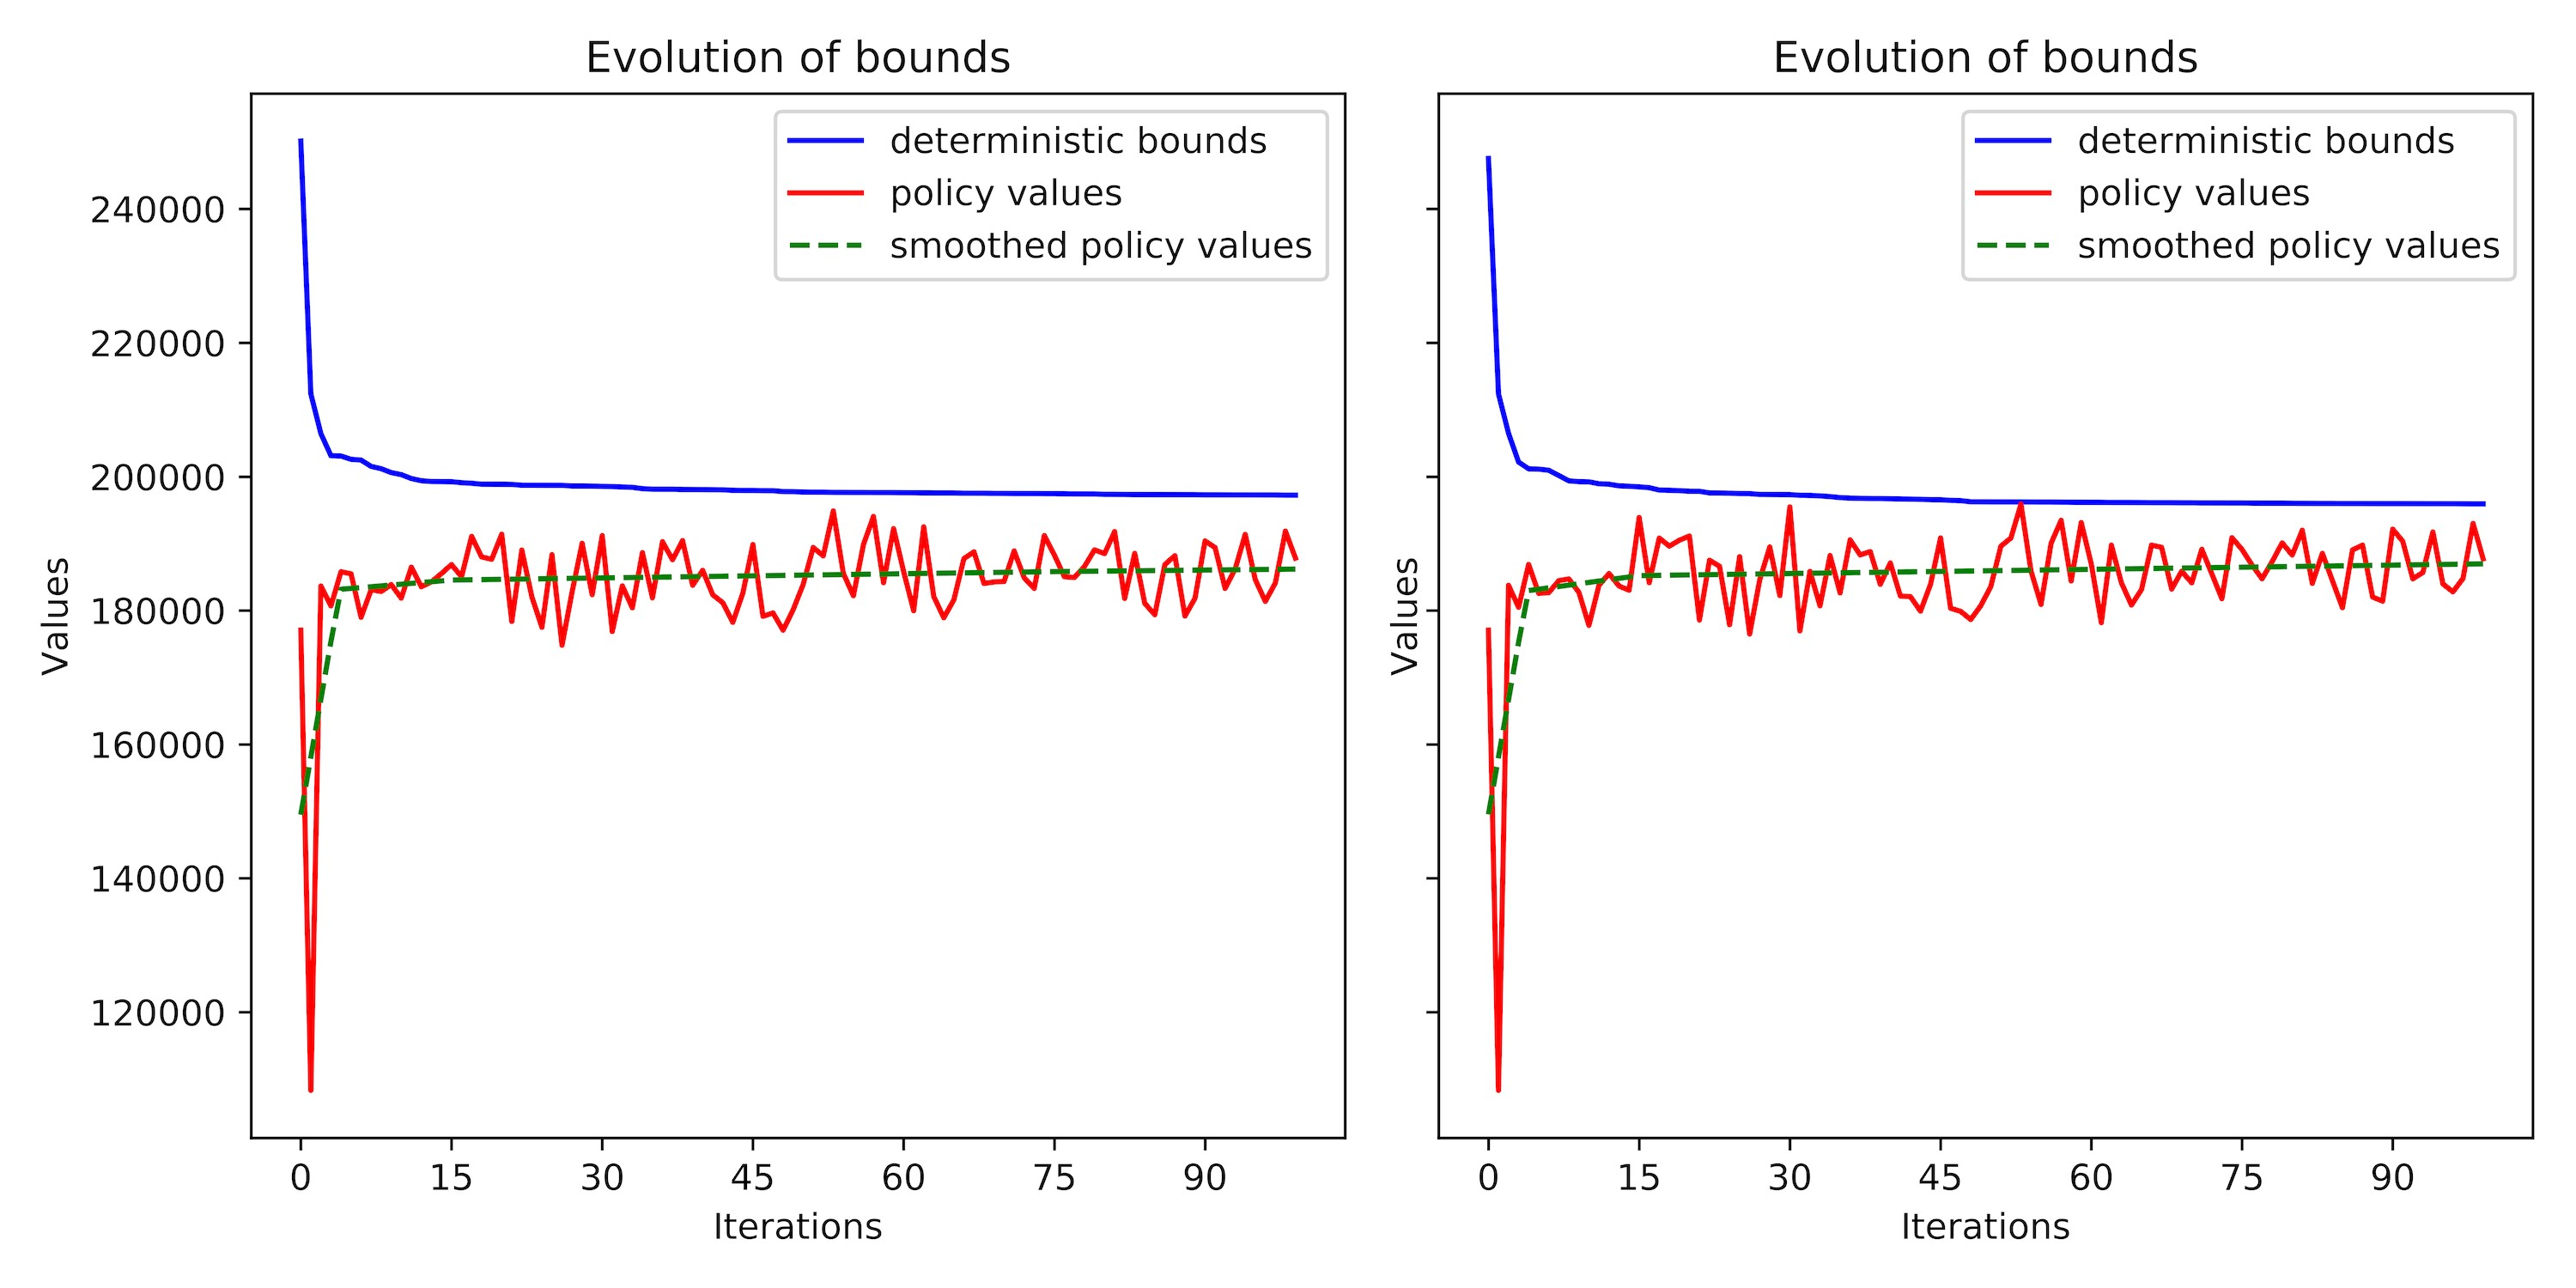 Evolution of bounds
deterministic bounds
policy values
smoothed policy values
240000
220000
200000
180000
160000
140000
120000
Values
0 15 30 45 60 75 90
Iterations
Evolution of bounds
deterministic bounds
policy values
smoothed policy values
Values
0 15 30 45 60 75 90
Iterations